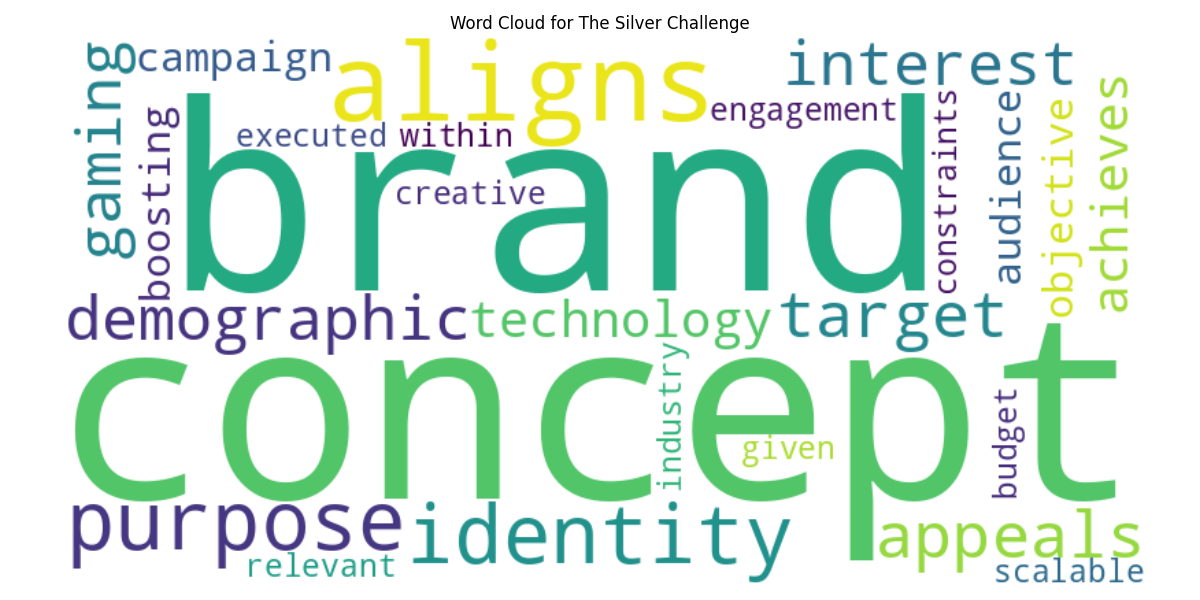 Word Cloud for The Silver Challenge
gaming
campaign
aligns
interest
boosting
executed
within
engagement
brand
creative
constraints
audience
objective
achieves
demographic
technology
target
concept
industry
given
budget
purpose
identity
appeals
relevant
scalable